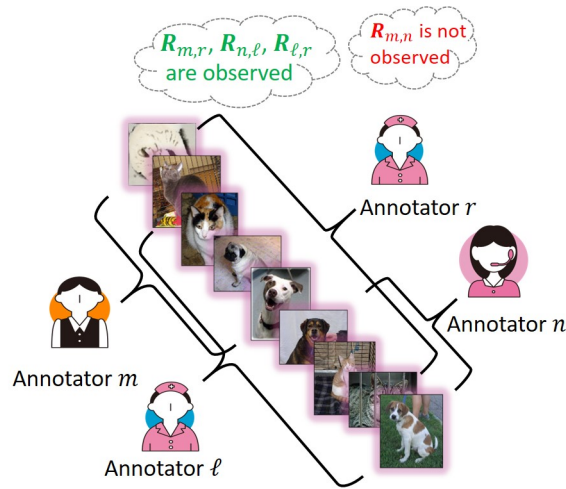 R_{m,r}, R_{n,ℓ}, R_{ℓ,r}
are observed
R_{m,n} is not
observed
Annotator r
Annotator n
Annotator m
Annotator ℓ